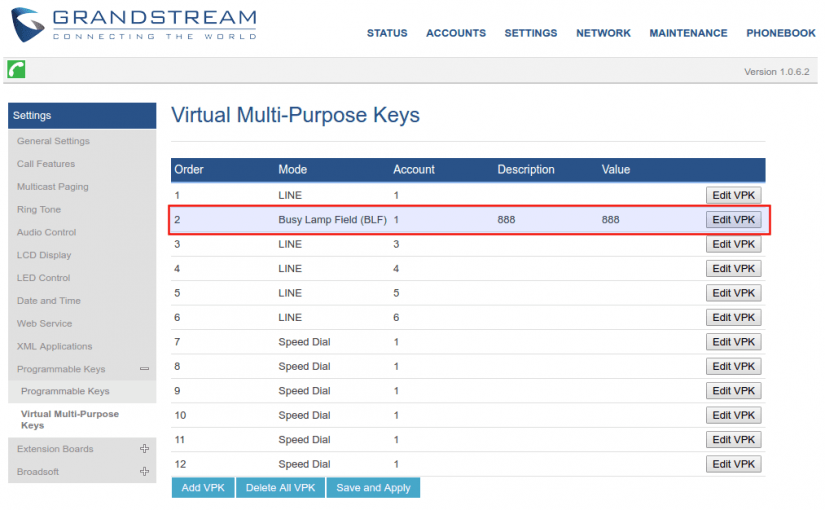 GRANDSTREAM
CONNECTING THE WORLD
STATUS ACCOUNTS SETTINGS NETWORK MAINTENANCE PHONEBOOK
Version 1.0.6.2
Settings
General Settings
Call Features
Multicast Paging
Ring Tone
Audio Control
LCD Display
LED Control
Date and Time
Web Service
XML Applications
Programmable Keys
Programmable Keys
Virtual Multi-Purpose
Keys
Extension Boards
Broadsoft
Virtual Multi-Purpose Keys
Order Mode Account Description Value
1 LINE 1 Edit VPK
2 Busy Lamp Field (BLF) 1 888 888 Edit VPK
3 LINE 3 Edit VPK
4 LINE 4 Edit VPK
5 LINE 5 Edit VPK
6 LINE 6 Edit VPK
7 Speed Dial 1 Edit VPK
8 Speed Dial 1 Edit VPK
9 Speed Dial 1 Edit VPK
10 Speed Dial 1 Edit VPK
11 Speed Dial 1 Edit VPK
12 Speed Dial 1 Edit VPK
Add VPK Delete All VPK Save and Apply